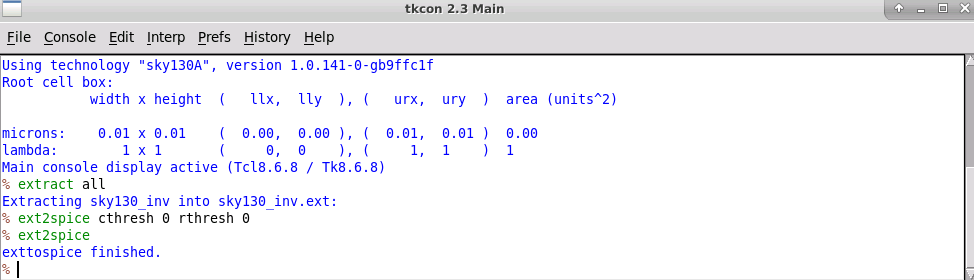 tkcon 2.3 Main
File Console Edit Interp Prefs History Help
Using technology "sky130A", version 1.0.141-0-gb9ffc1f
Root cell box:
width x height ( llx, lly ), ( urx, ury ) area (units^2)
microns: 0.01 x 0.01 ( 0.00, 0.00 ), ( 0.01, 0.01 ) 0.00
lambda: 1 x 1 ( 0, 0 ), ( 1, 1 ) 1
Main console display active (Tcl8.6.8 / Tk8.6.8)
% extract all
Extracting sky130_inv into sky130_inv.ext:
% ext2spice cthresh 0 rthresh 0
% ext2spice
exttospice finished.
%